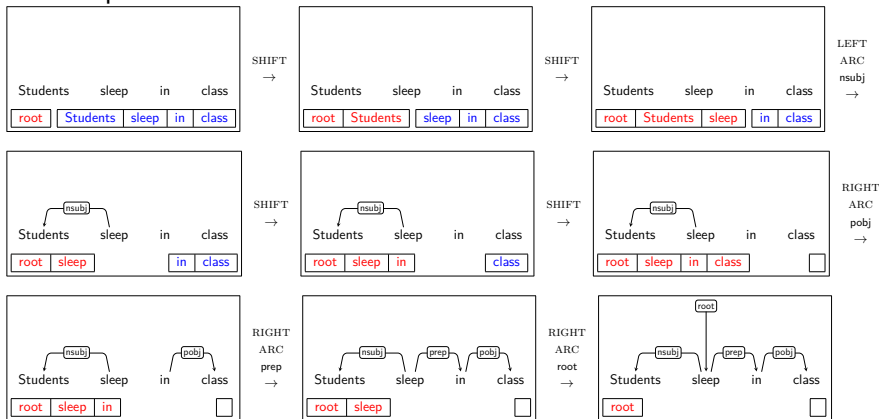 Students sleep in class
root Students sleep in class
SHIFT
→
Students sleep in class
root Students sleep in class
SHIFT
→
Students sleep in class
root Students sleep in class
LEFT
ARC
nsubj
→
nsubj
Students sleep in class
root sleep in class
SHIFT
→
nsubj
Students sleep in class
root sleep in class
SHIFT
→
nsubj
Students sleep in class
root sleep in class
RIGHT
ARC
pobj
→
nsubj pobj
Students sleep in class
root sleep in
RIGHT
ARC
prep
→
nsubj prep pobj
Students sleep in class
root sleep
RIGHT
ARC
root
→
root
nsubj prep pobj
Students sleep in class
root